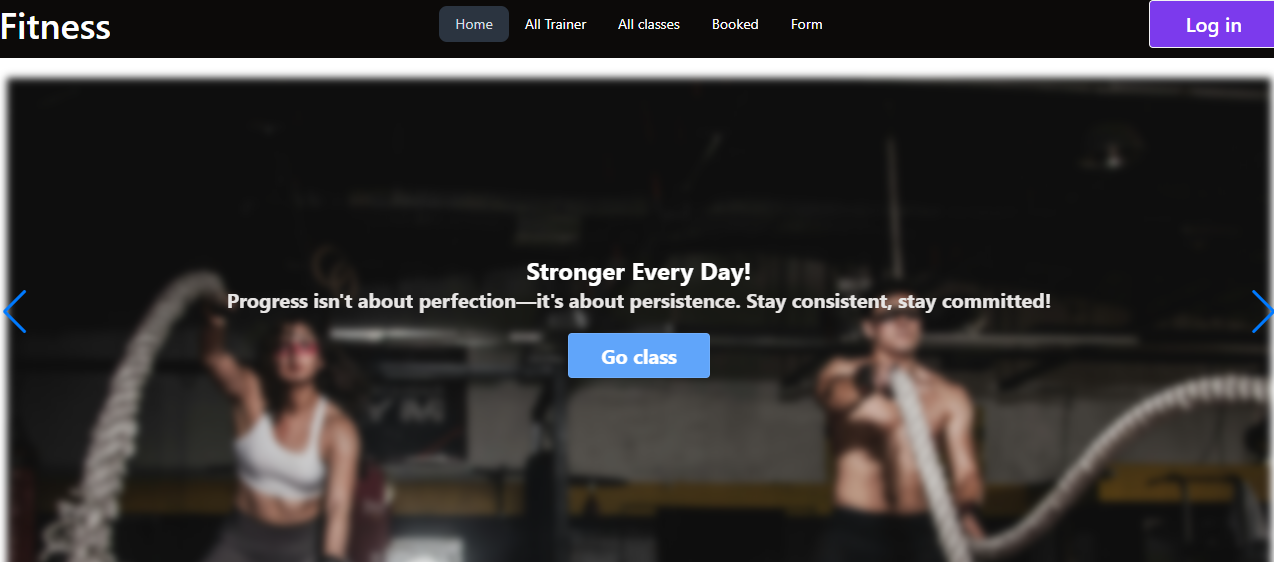 Fitness
Home
All Trainer
All classes
Booked
Form
Log in
Stronger Every Day!
Progress isn't about perfection—it's about persistence. Stay consistent, stay committed!
Go class
YM